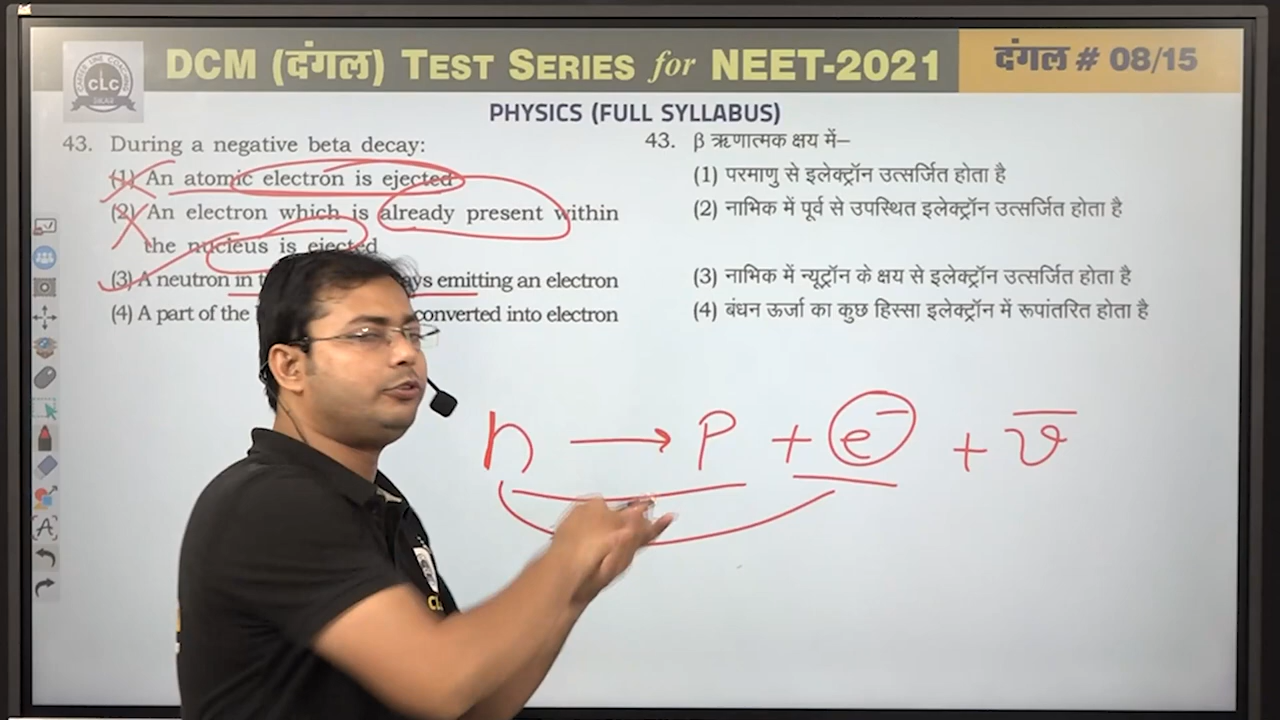 DCM (दंगल) TEST SERIES for NEET-2021
दंगल # 08/15
CLC
PHYSICS (FULL SYLLABUS)
43. During a negative beta decay:
(1) An atomic electron is ejected
(2) An electron which is already present within
the nucleus is ejected
(3) A neutron in emitting an electron
(4) A part of the converted into electron
43. β ऋणात्मक क्षय में–
(1) परमाणु से इलेक्ट्रॉन उत्सर्जित होता है
(2) नाभिक में पूर्व से उपस्थित इलेक्ट्रॉन उत्सर्जित होता है
(3) नाभिक में न्यूट्रॉन के क्षय से इलेक्ट्रॉन उत्सर्जित होता है
(4) बंधन ऊर्जा का कुछ हिस्सा इलेक्ट्रॉन में रूपांतरित होता है
n → p + e⁻ + ν̅